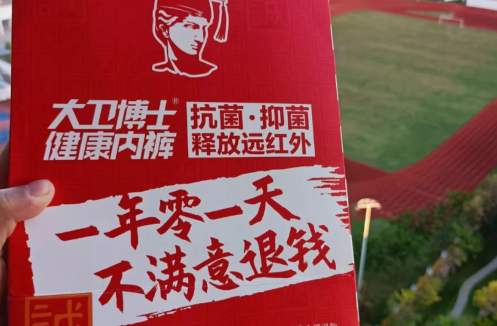 大卫博士®
健康内裤
抗菌·抑菌
释放远红外
一年零一天
不满意退钱